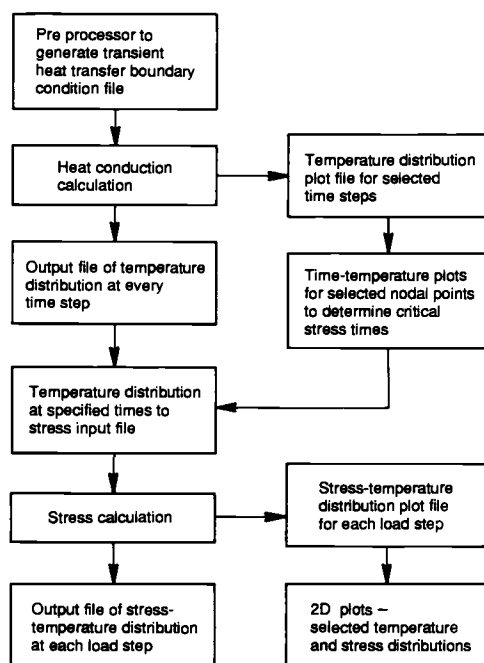 Pre processor to
generate transient
heat transfer boundary
condition file
Heat conduction
calculation
Temperature distribution
plot file for selected
time steps
Output file of temperature
distribution at every
time step
Time-temperature plots
for selected nodal points
to determine critical
stress times
Temperature distribution
at specified times to
stress input file
Stress calculation
Stress-temperature
distribution plot file
for each load step
Output file of stress-
temperature distribution
at each load step
2D plots –
selected temperature
and stress distributions